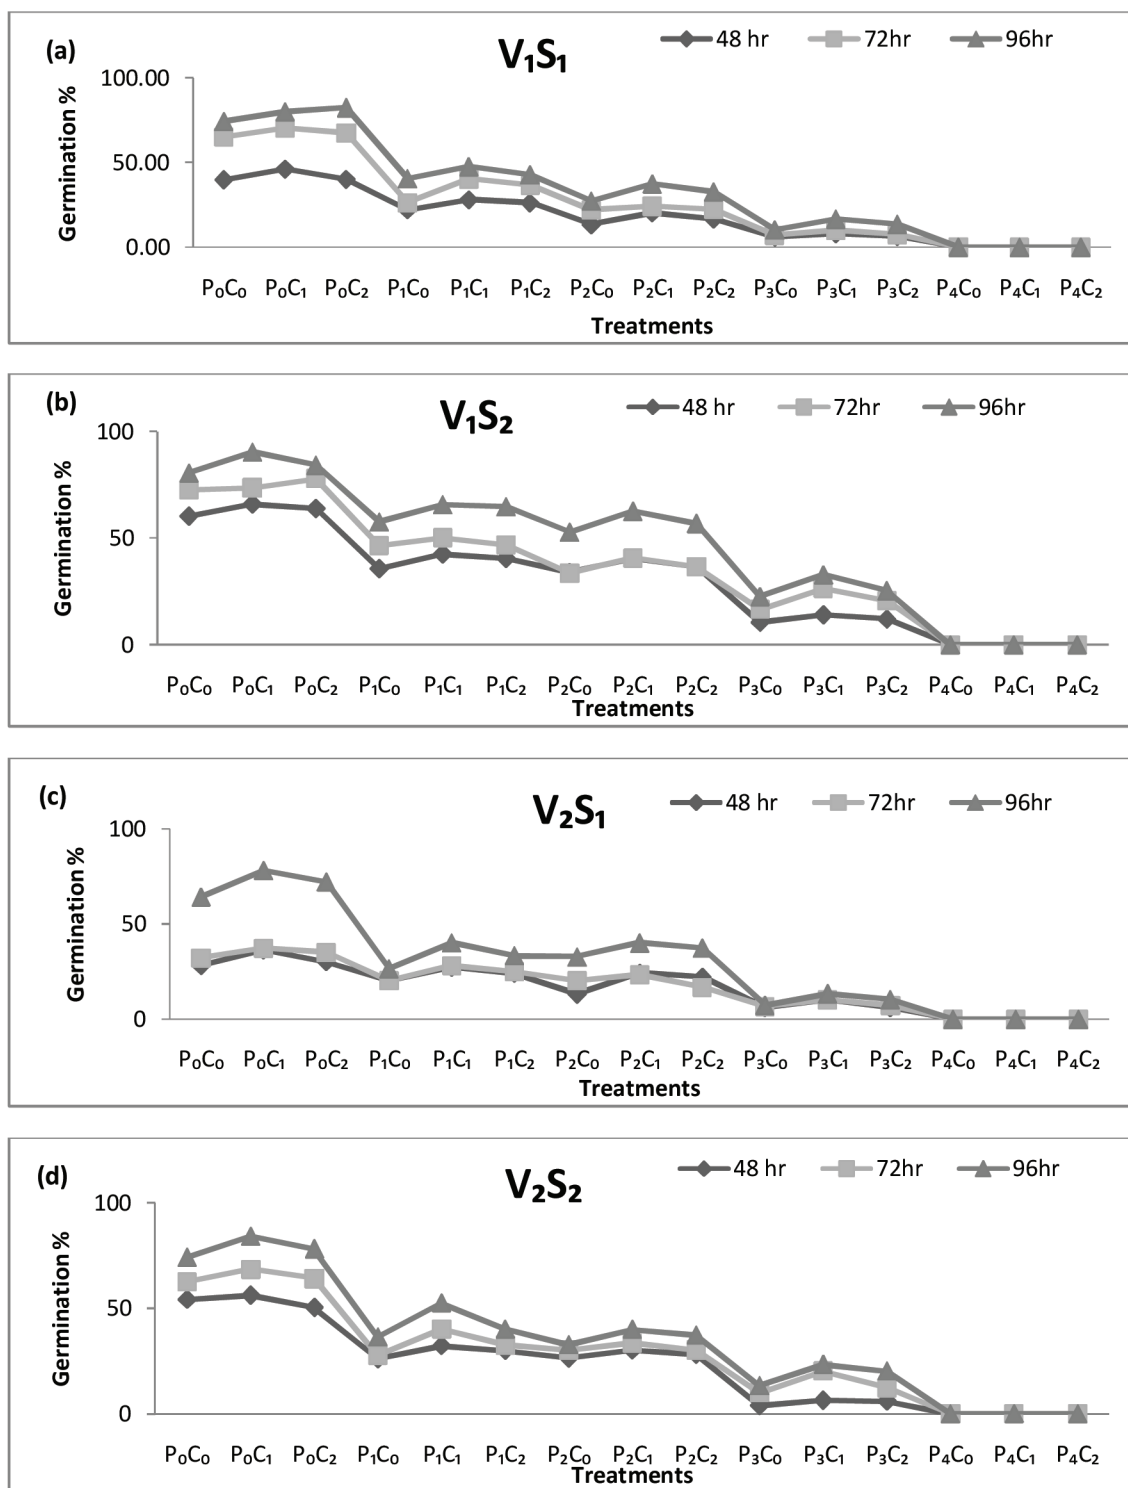 (a)
V₁S₁
48 hr 72hr 96hr
Germination %
100.00
50.00
0.00
P₀C₀ P₀C₁ P₀C₂ P₁C₀ P₁C₁ P₁C₂ P₂C₀ P₂C₁ P₂C₂ P₃C₀ P₃C₁ P₃C₂ P₄C₀ P₄C₁ P₄C₂
Treatments
(b)
V₁S₂
48 hr 72hr 96hr
Germination %
100
50
0
P₀C₀ P₀C₁ P₀C₂ P₁C₀ P₁C₁ P₁C₂ P₂C₀ P₂C₁ P₂C₂ P₃C₀ P₃C₁ P₃C₂ P₄C₀ P₄C₁ P₄C₂
Treatments
(c)
V₂S₁
48 hr 72hr 96hr
Germination %
100
50
0
P₀C₀ P₀C₁ P₀C₂ P₁C₀ P₁C₁ P₁C₂ P₂C₀ P₂C₁ P₂C₂ P₃C₀ P₃C₁ P₃C₂ P₄C₀ P₄C₁ P₄C₂
Treatments
(d)
V₂S₂
48 hr 72hr 96hr
Germination %
100
50
0
P₀C₀ P₀C₁ P₀C₂ P₁C₀ P₁C₁ P₁C₂ P₂C₀ P₂C₁ P₂C₂ P₃C₀ P₃C₁ P₃C₂ P₄C₀ P₄C₁ P₄C₂
Treatments